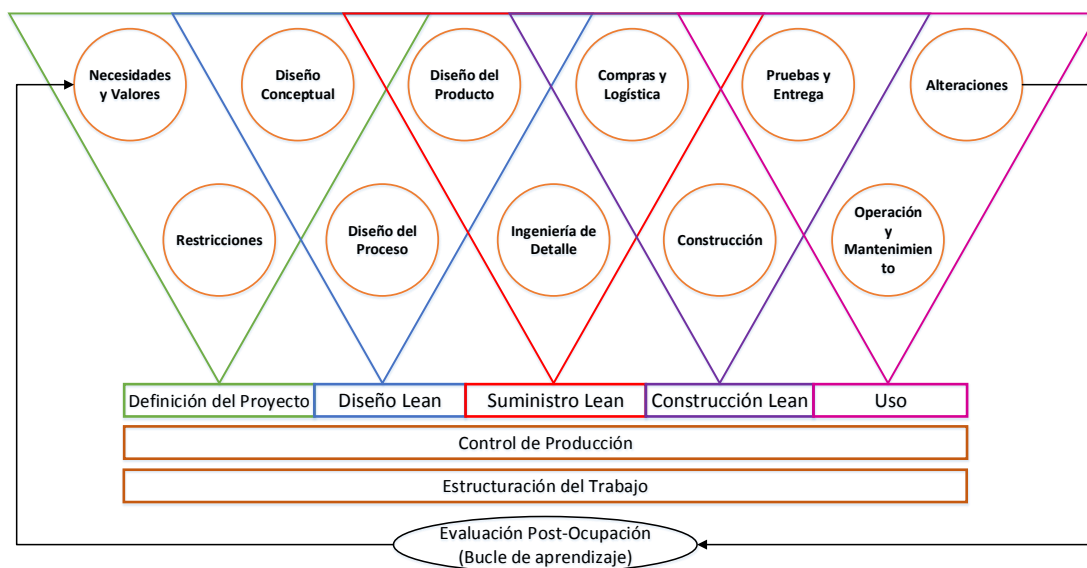 Necesidades
y Valores
Diseño
Conceptual
Diseño del
Producto
Compras y
Logística
Pruebas y
Entrega
Alteraciones
Restricciones
Diseño del
Proceso
Ingeniería de
Detalle
Construcción
Operación
y
Mantenimie
nto
Definición del Proyecto
Diseño Lean
Suministro Lean
Construcción Lean
Uso
Control de Producción
Estructuración del Trabajo
Evaluación Post-Ocupación
(Bucle de aprendizaje)